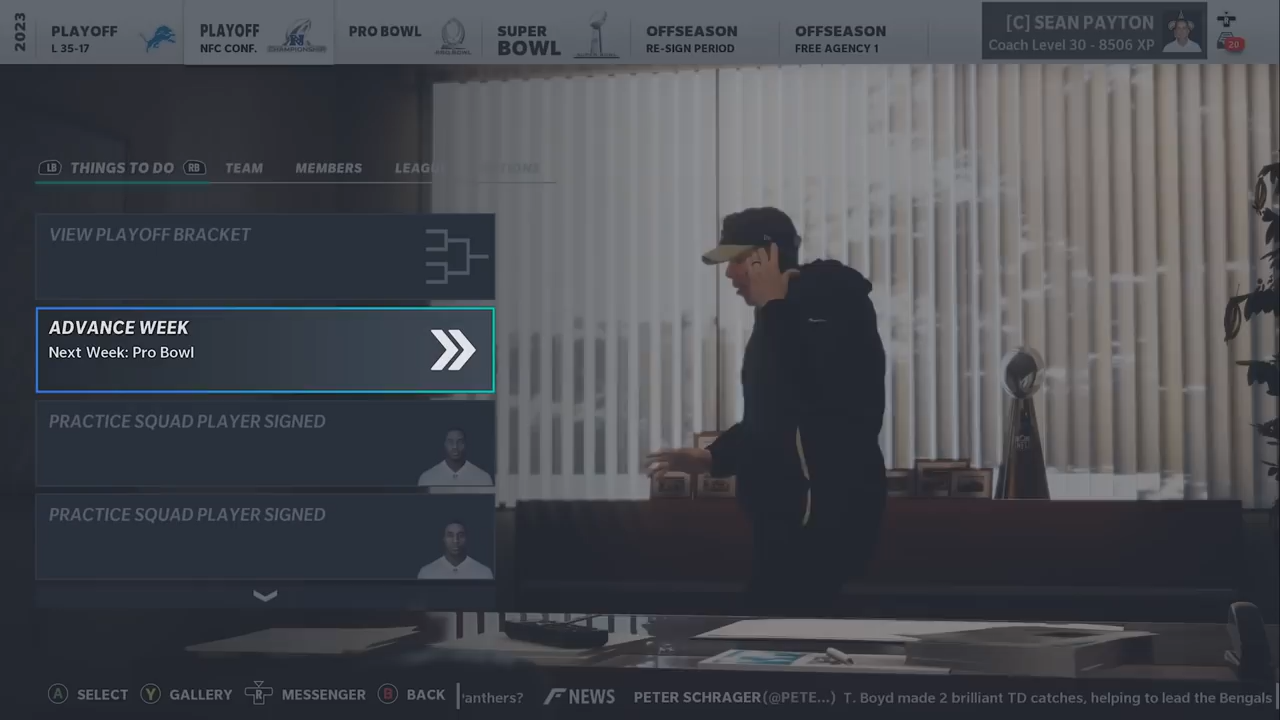 2023
PLAYOFF
L 35-17
PLAYOFF
NFC CONF.
CHAMPIONSHIP
PRO BOWL
PRO BOWL
SUPER
BOWL
OFFSEASON
RE-SIGN PERIOD
OFFSEASON
FREE AGENCY 1
[C] SEAN PAYTON
Coach Level 30 - 8506 XP
20
LB THINGS TO DO RB TEAM MEMBERS
VIEW PLAYOFF BRACKET
ADVANCE WEEK
Next Week: Pro Bowl
PRACTICE SQUAD PLAYER SIGNED
PRACTICE SQUAD PLAYER SIGNED
A SELECT Y GALLERY R MESSENGER B BACK 'anthers? NEWS PETER SCHRAGER(@PETE...) T. Boyd made 2 brilliant TD catches, helping to lead the Bengals